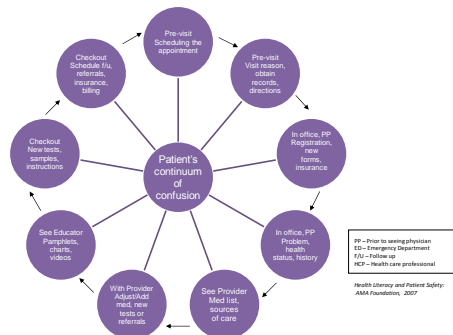 Pre-visit
Scheduling the
appointment
Pre-visit
Visit reason,
obtain
records,
directions
In office, PP
Registration,
new
forms,
insurance
In office, PP
Problem,
health
status, history
See Provider
Med list,
sources
of care
With Provider
Adjust/Add
med, new
tests or
referrals
See Educator
Pamphlets,
charts,
videos
Checkout
New tests,
samples,
instructions
Checkout
Schedule f/u,
referrals,
insurance,
billing
Patient's
continuum
of
confusion
PP – Prior to seeing physician
ED – Emergency Department
F/U – Follow up
HCP – Health care professional
Health Literacy and Patient Safety:
AMA Foundation, 2007